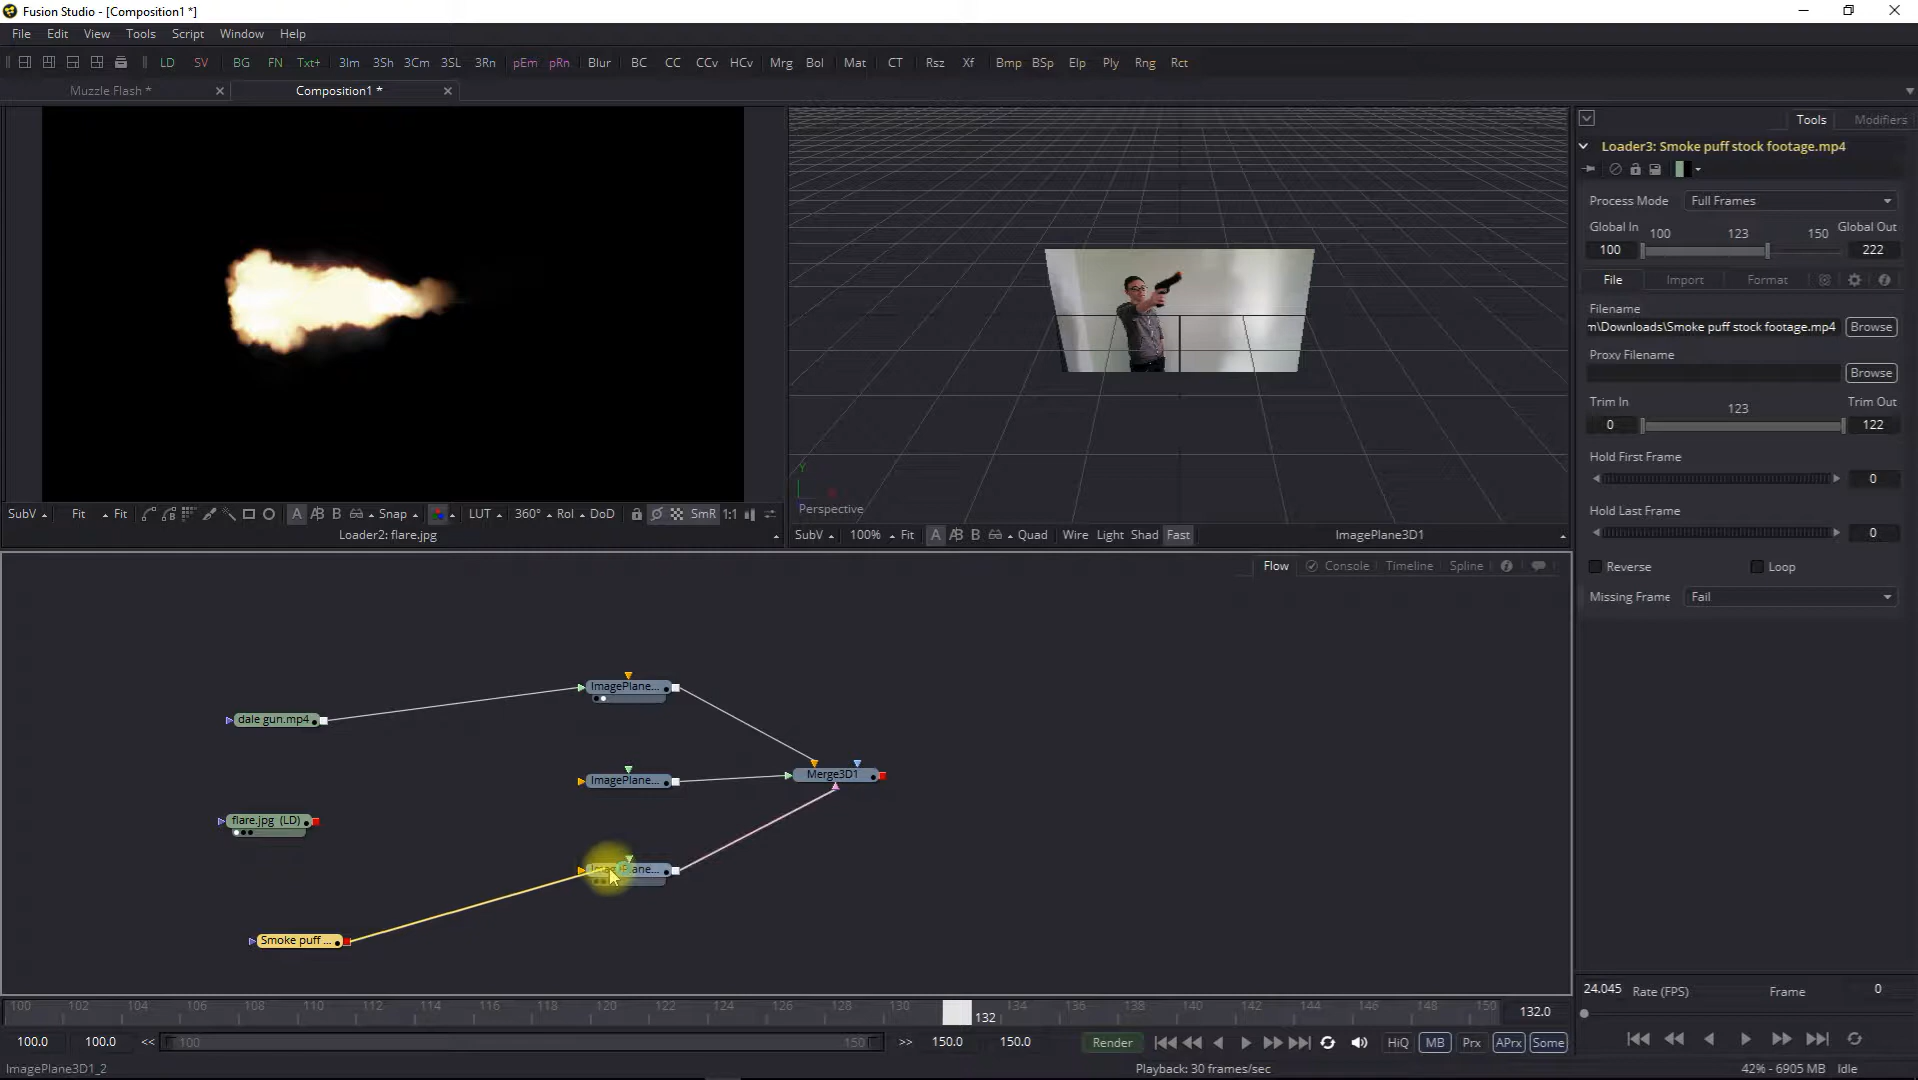 Fusion Studio - [Composition1 *]
File Edit View Tools Script Window Help
LD SV BG FN Txt+ 3Im 3Sh 3Cm 3SL 3Rn pEm pRn Blur BC CC CCv HCv Mrg Bol Mat CT Rsz Xf Bmp BSp Elp Ply Rng Rct
Muzzle Flash * Composition1 *
Tools Modifiers
Loader3: Smoke puff stock footage.mp4
Process Mode Full Frames
Global In 100 123 150 Global Out
100 222
File Import Format
Filename
n\Downloads\Smoke puff stock footage.mp4 Browse
Proxy Filename
Browse
Trim In 123 Trim Out
0 122
Hold First Frame
0
Hold Last Frame
0
Reverse Loop
Missing Frame Fail
Y
Perspective
SubV Fit Fit A B Snap LUT 360° Roi DoD SmR 1:1
Loader2: flare.jpg
SubV 100% Fit A B Quad Wire Light Shad Fast ImagePlane3D1
Flow Console Timeline Spline
ImagePlane...
dale gun.mp4
ImagePlane...
Merge3D1
flare.jpg (LD)
ImagePlane...
Smoke puff ...
100 102 104 106 108 110 112 114 116 118 120 122 124 126 128 130 132 134 136 138 140 142 144 146 148 150 132.0
24.045 Rate (FPS) Frame 0
100.0 100.0 << 100 150 >> 150.0 150.0 Render HiQ MB Prx APrx Some
ImagePlane3D1_2 Playback: 30 frames/sec 42% - 6905 MB Idle